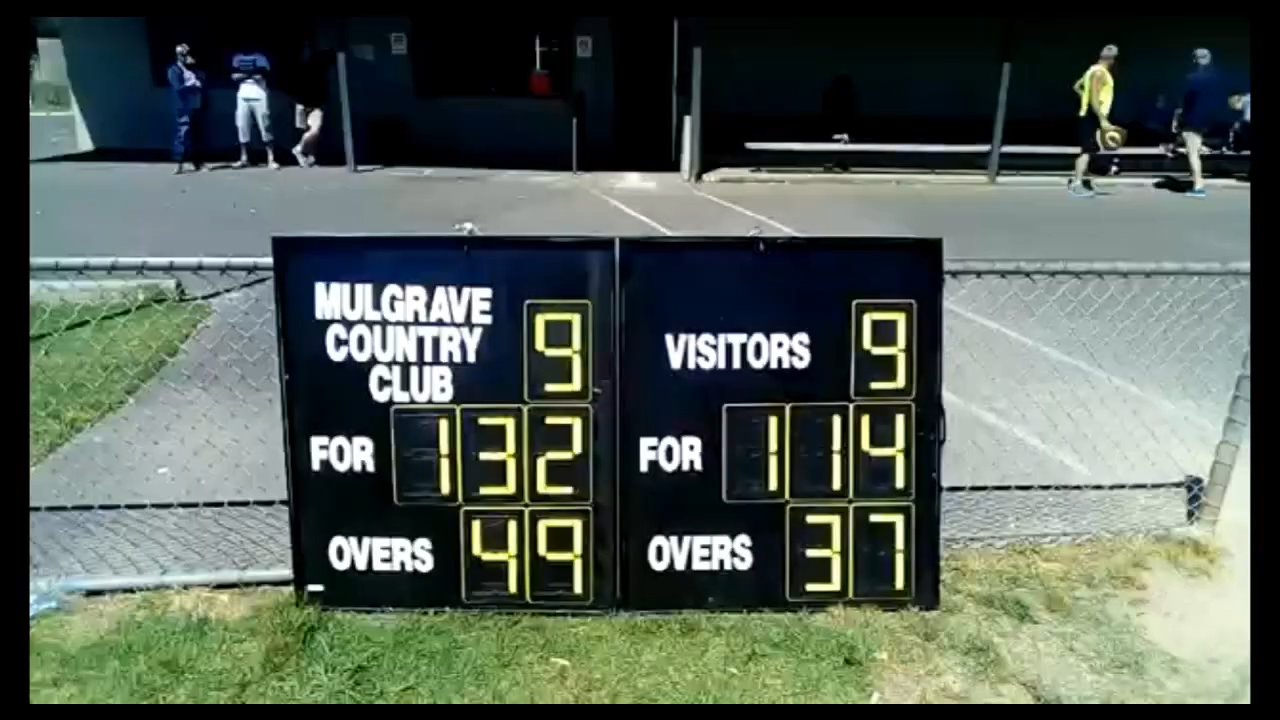 MULGRAVE
COUNTRY
CLUB
9
FOR 132
OVERS 49
VISITORS 9
FOR 114
OVERS 37